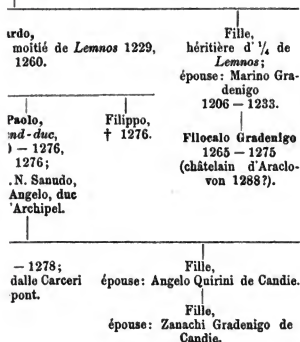 ardo,
moitié de Lemnos 1229,
1260.
Fille,
héritière d' ¼ de
Lemnos;
épouse: Marino Gra-
denigo
1206 — 1233.
Paolo,
nd-duc,
) — 1276,
1276;
. N. Sanudo,
Angelo, duc
'Archipel.
Filippo,
† 1276.
Filocalo Gradenigo
1265 — 1275
(châtelain d'Araclo-
von 1288?).
— 1278;
dalle Carceri
pont.
Fille,
épouse: Angelo Quirini de Candie.
Fille,
épouse: Zanachi Gradenigo de
Candie.